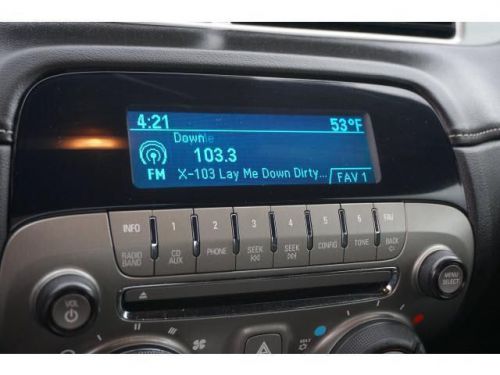 4:21 53°F
Down
103.3
FM X-103 Lay Me Down Dirty... FAV 1
INFO 1 2 3 4 5 6 FAV
RADIO BAND CD AUX PHONE SEEK SEEK CONFIG TONE BACK
VOL
MENU SELECT